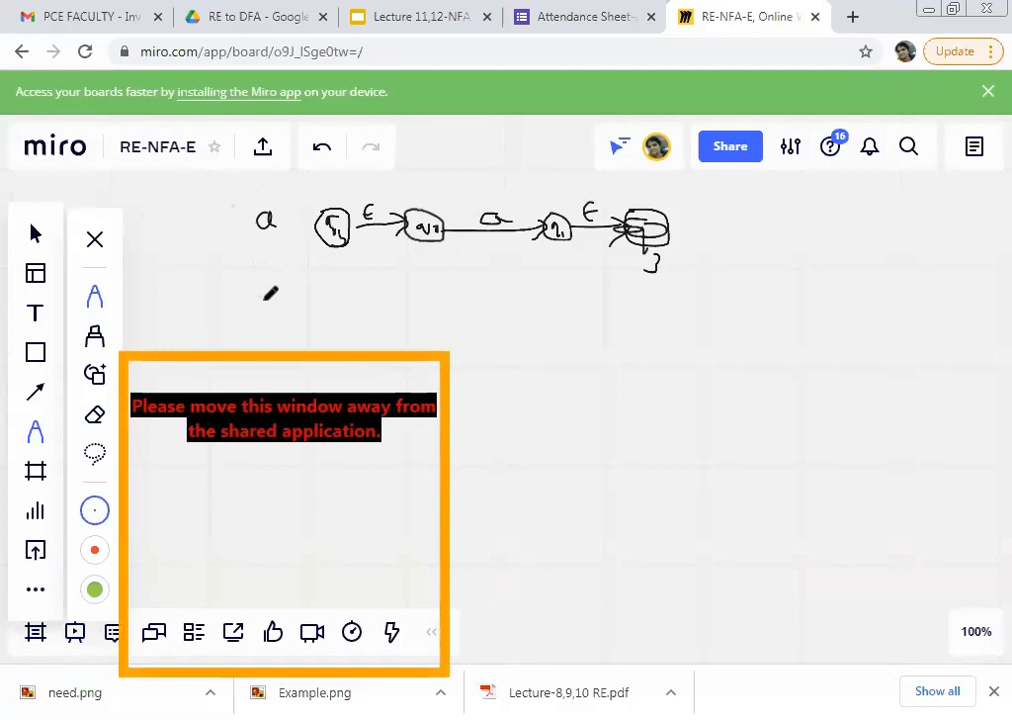 PCE FACULTY - Inv
RE to DFA - Google
Lecture 11,12-NFA
Attendance Sheet-
RE-NFA-E, Online W
miro.com/app/board/o9J_lSge0tw=/
Update
Access your boards faster by installing the Miro app on your device.
miro
RE-NFA-E
Share
16
a
ε
a
ε
T
Please move this window away from
the shared application.
100%
need.png
Example.png
Lecture-8,9,10 RE.pdf
Show all